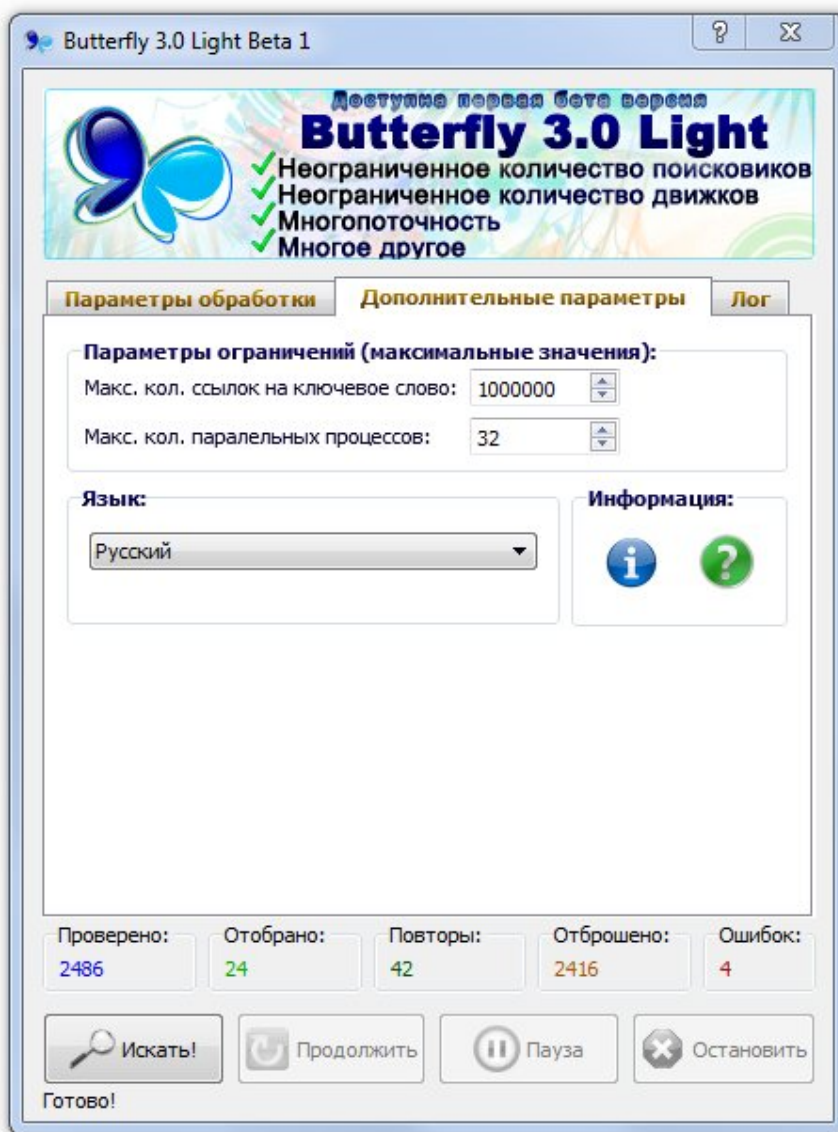 Butterfly 3.0 Light Beta 1
Доступна первая бета версия
Butterfly 3.0 Light
Неограниченное количество поисковиков
Неограниченное количество движков
Многопоточность
Многое другое
Параметры обработки Дополнительные параметры Лог
Параметры ограничений (максимальные значения):
Макс. кол. ссылок на ключевое слово: 1000000
Макс. кол. паралельных процессов: 32
Язык: Информация:
Русский
Проверено: Отобрано: Повторы: Отброшено: Ошибок:
2486 24 42 2416 4
Искать! Продолжить Пауза Остановить
Готово!